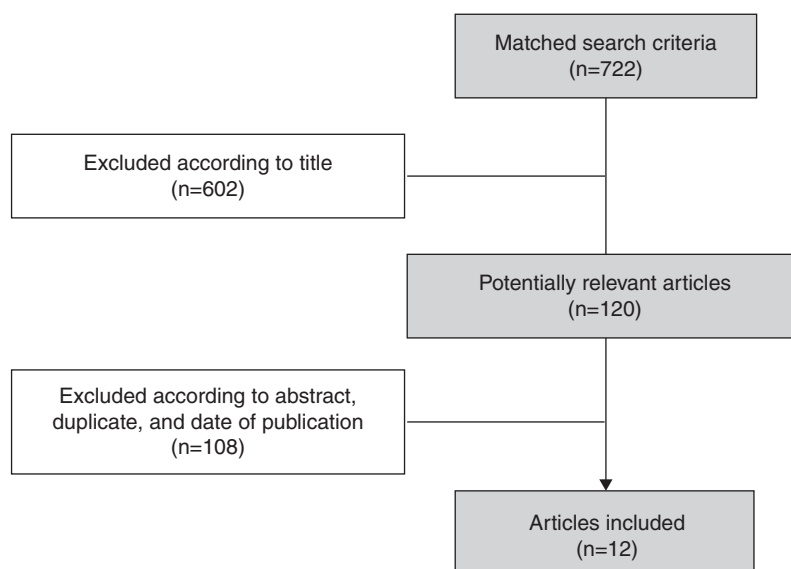 Matched search criteria
(n=722)
Excluded according to title
(n=602)
Potentially relevant articles
(n=120)
Excluded according to abstract,
duplicate, and date of publication
(n=108)
Articles included
(n=12)